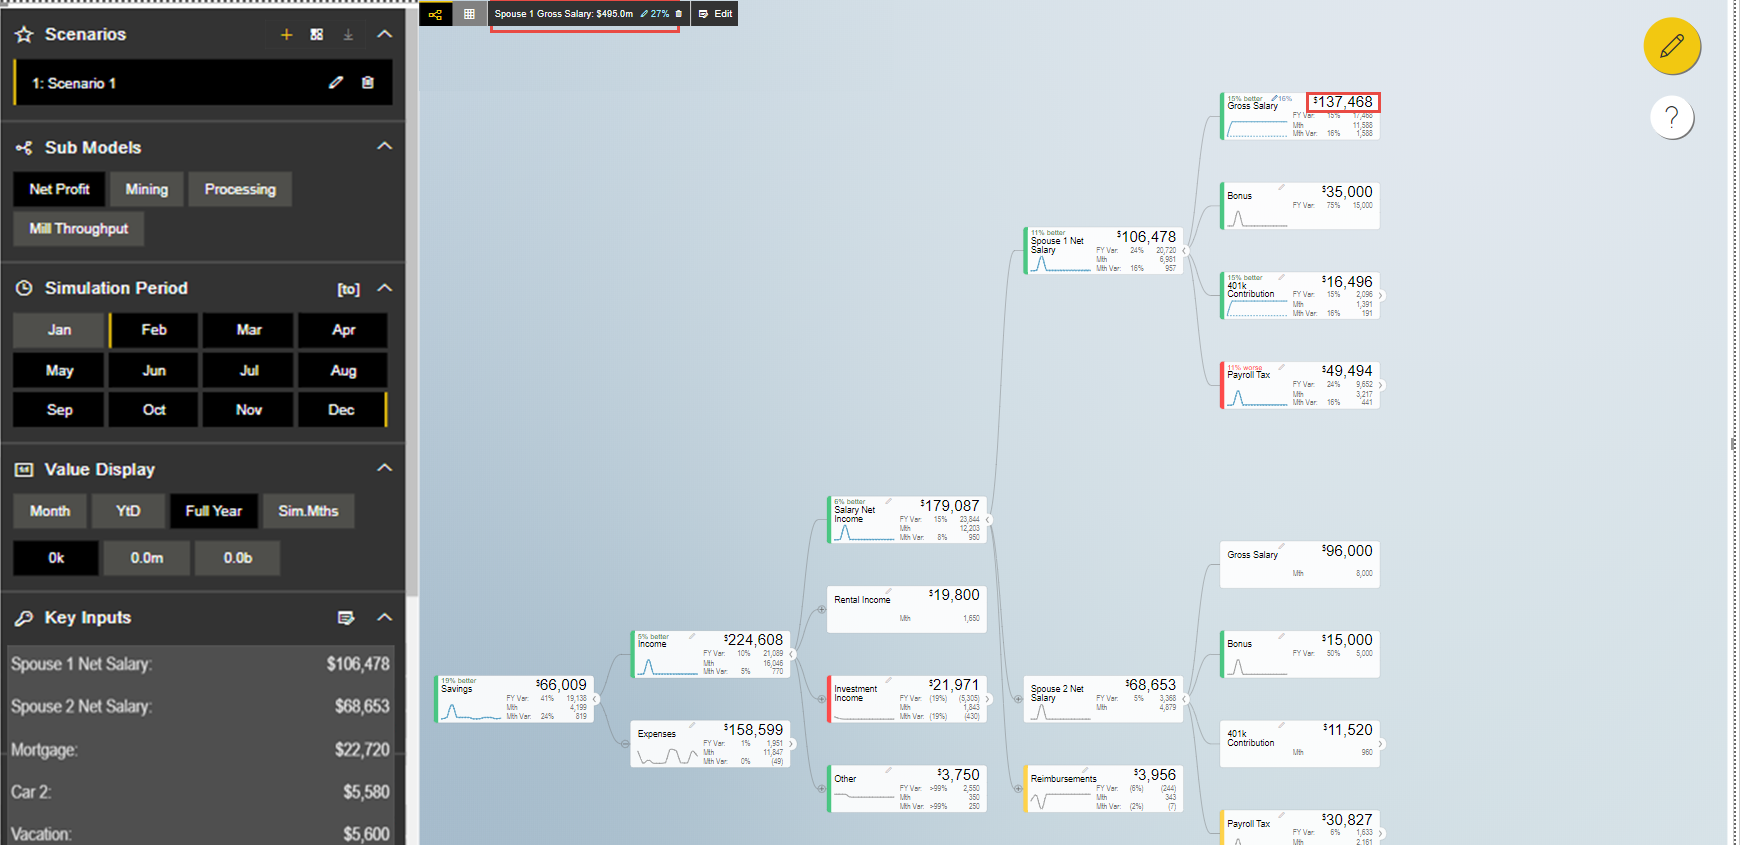 Scenarios
1: Scenario 1
Sub Models
Net Profit
Mining
Processing
Mill Throughput
Simulation Period
[to]
Jan
Feb
Mar
Apr
May
Jun
Jul
Aug
Sep
Oct
Nov
Dec
Value Display
Month
YtD
Full Year
Sim.Mths
0k
0.0m
0.0b
Key Inputs
Spouse 1 Net Salary: $106,478
Spouse 2 Net Salary: $68,653
Mortgage: $22,720
Car 2: $5,580
Vacation: $5,600
Spouse 1 Gross Salary: $495.0m 27%
Edit
?
19% better
Savings
$66,009
FY Var: 41% 19,138
Mth 4,199
Mth Var: 24% 819
5% better
Income
$224,608
FY Var: 10% 21,089
Mth 16,046
Mth Var: 5% 770
Expenses
$158,599
FY Var: 1% 1,951
Mth 11,847
Mth Var: 0% (49)
6% better
Salary Net
Income
$179,087
FY Var: 15% 23,844
Mth 12,203
Mth Var: 8% 950
Rental Income
$19,800
Mth 1,650
Investment
Income
$21,971
FY Var: (19%) (5,305)
Mth 1,843
Mth Var: (19%) (430)
Other
$3,750
FY Var: >99% 2,550
Mth 350
Mth Var: >99% 250
11% better
Spouse 1 Net
Salary
$106,478
FY Var: 24% 20,720
Mth 6,981
Mth Var: 16% 957
Spouse 2 Net
Salary
$68,653
FY Var: 5% 3,368
Mth 4,879
Reimbursements
$3,956
FY Var: (6%) (244)
Mth 343
Mth Var: (2%) (7)
15% better 16%
Gross Salary
$137,468
FY Var: 15% 17,468
Mth 11,588
Mth Var: 16% 1,588
Bonus
$35,000
FY Var: 75% 15,000
15% better
401k
Contribution
$16,496
FY Var: 15% 2,096
Mth 1,391
Mth Var: 16% 191
11% worse
Payroll Tax
$49,494
FY Var: 24% 9,652
Mth 3,217
Mth Var: 16% 441
Gross Salary
$96,000
Mth 8,000
Bonus
$15,000
FY Var: 50% 5,000
401k
Contribution
$11,520
Mth 960
Payroll Tax
$30,827
FY Var: 6% 1,633
Mth 2,161